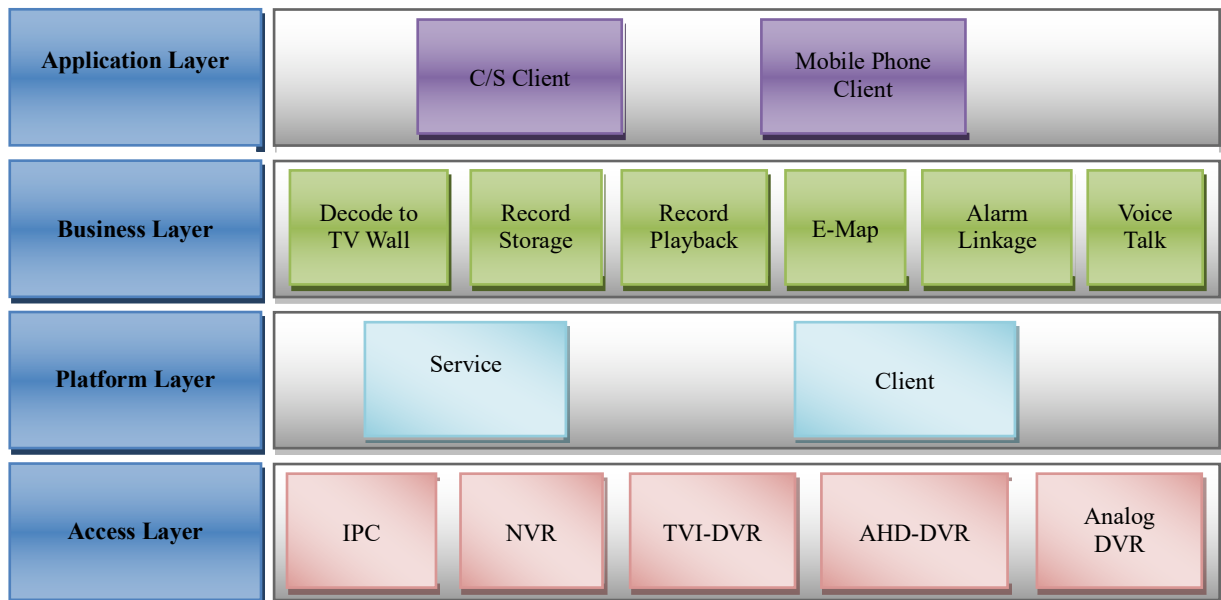 Application Layer
C/S Client
Mobile Phone
Client
Business Layer
Decode to
TV Wall
Record
Storage
Record
Playback
E-Map
Alarm
Linkage
Voice
Talk
Platform Layer
Service
Client
Access Layer
IPC
NVR
TVI-DVR
AHD-DVR
Analog
DVR